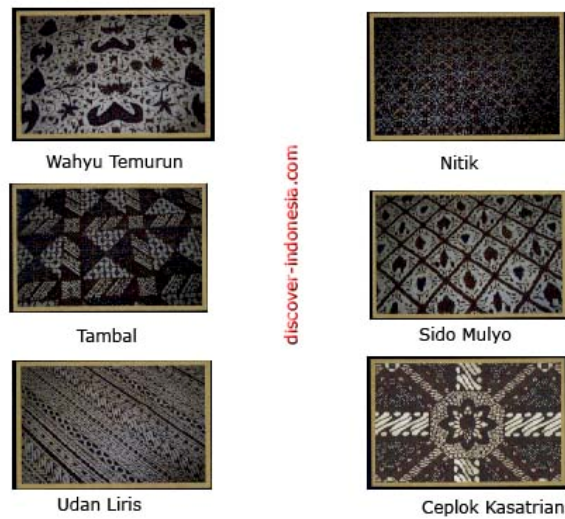 Wahyu Temurun
Nitik
discover-indonesia.com
Tambal
Sido Mulyo
Udan Liris
Ceplok Kasatrian